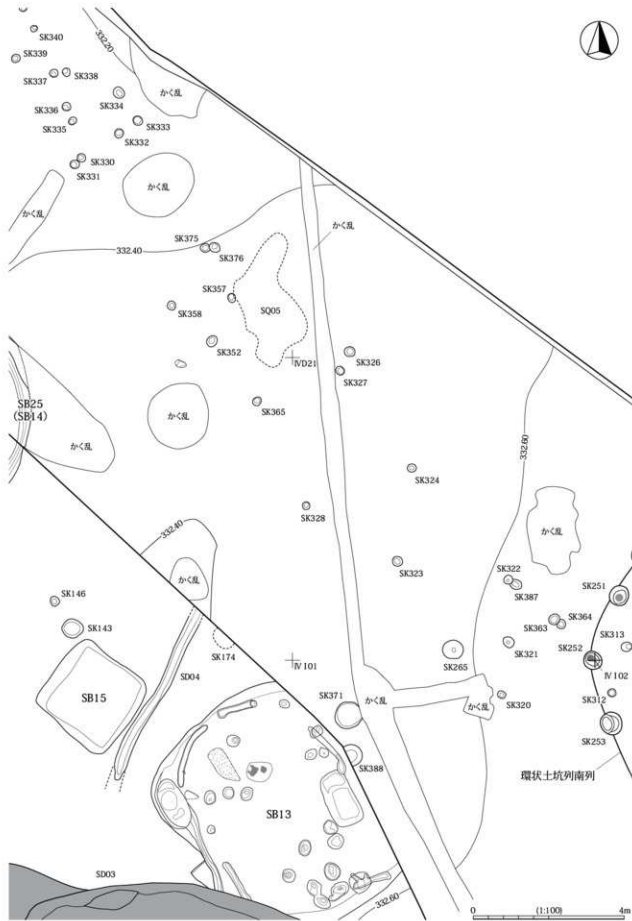 SK340
332.20
SK339
SK337
SK338
かく乱
SK334
SK336
SK335
SK333
SK332
SK330
SK331
かく乱
かく乱
かく乱
332.40
SK375
SK376
SK357
SQ05
SK358
SK352
SK326
ⅣD21
SK327
SB25
(SB14)
かく乱
かく乱
SK365
332.60
SK324
SK328
かく乱
332.40
かく乱
SK323
SK322
SK387
SK251
SK146
SK143
SK363
SK364
SK313
SK174
SK321
SK252
SD04
SK265
Ⅳ I01
Ⅳ I02
SB15
SK371
かく乱
かく乱
SK320
SK312
SK253
SK388
環状土坑列南列
SB13
SD03
332.60
0
(1:100)
4m